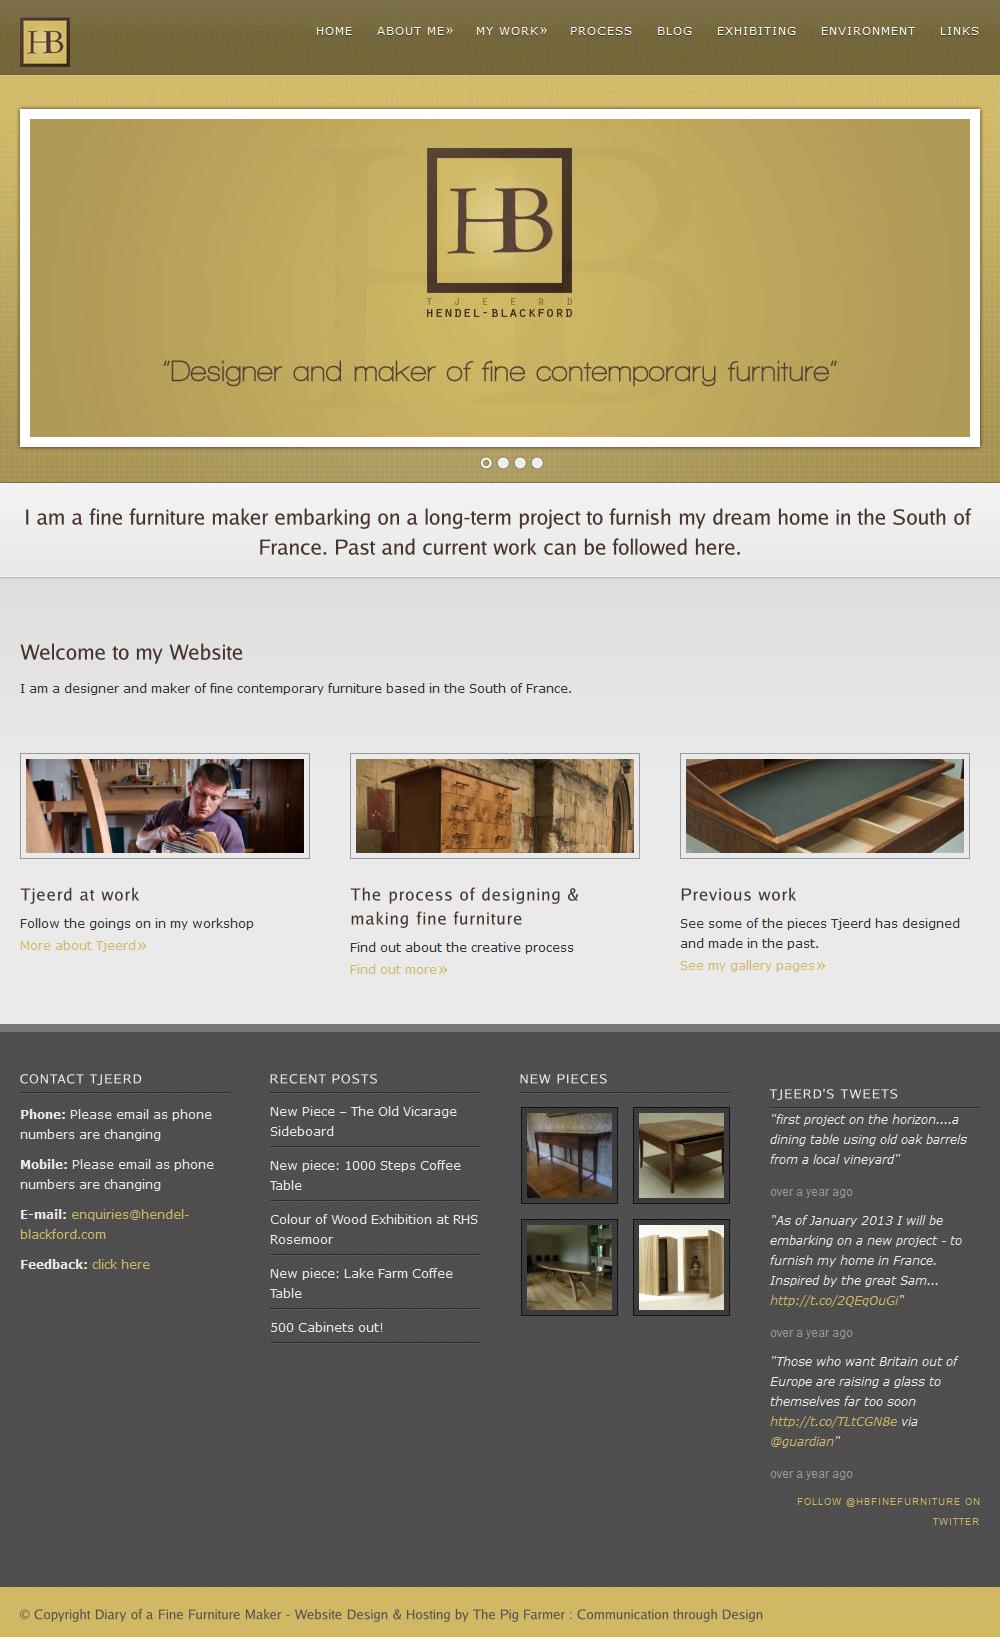 HB
HOME ABOUT ME» MY WORK» PROCESS BLOG EXHIBITING ENVIRONMENT LINKS
HB
TJEERD
HENDEL-BLACKFORD
“Designer and maker of fine contemporary furniture”
I am a fine furniture maker embarking on a long-term project to furnish my dream home in the South of
France. Past and current work can be followed here.
Welcome to my Website
I am a designer and maker of fine contemporary furniture based in the South of France.
Tjeerd at work
Follow the goings on in my workshop
More about Tjeerd»
The process of designing &
making fine furniture
Find out about the creative process
Find out more»
Previous work
See some of the pieces Tjeerd has designed
and made in the past.
See my gallery pages»
CONTACT TJEERD
Phone: Please email as phone
numbers are changing
Mobile: Please email as phone
numbers are changing
E-mail: enquiries@hendel-
blackford.com
Feedback: click here
RECENT POSTS
New Piece – The Old Vicarage
Sideboard
New piece: 1000 Steps Coffee
Table
Colour of Wood Exhibition at RHS
Rosemoor
New piece: Lake Farm Coffee
Table
500 Cabinets out!
NEW PIECES
TJEERD'S TWEETS
"first project on the horizon....a
dining table using old oak barrels
from a local vineyard"
over a year ago
"As of January 2013 I will be
embarking on a new project - to
furnish my home in France.
Inspired by the great Sam...
http://t.co/2QEqOuGi"
over a year ago
"Those who want Britain out of
Europe are raising a glass to
themselves far too soon
http://t.co/TLtCGN8e via
@guardian"
over a year ago
FOLLOW @HBFINEFURNITURE ON
TWITTER
© Copyright Diary of a Fine Furniture Maker - Website Design & Hosting by The Pig Farmer : Communication through Design